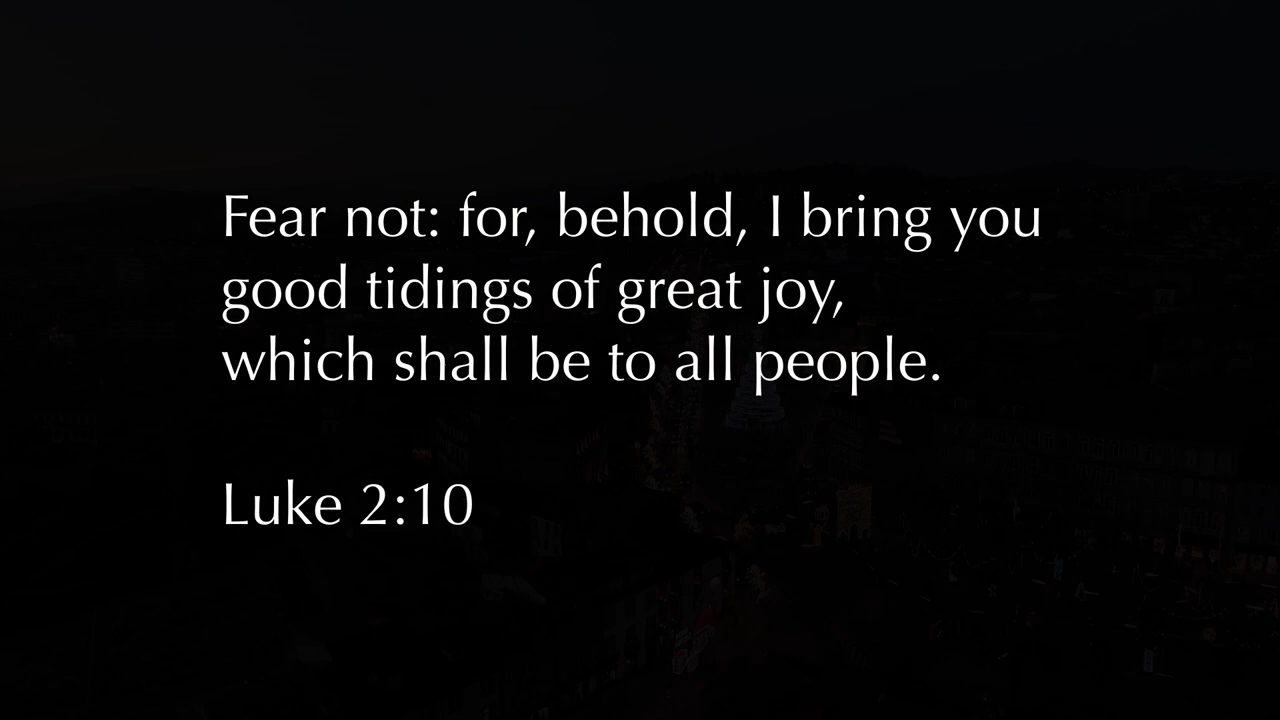 Fear not: for, behold, I bring you
good tidings of great joy,
which shall be to all people.
Luke 2:10